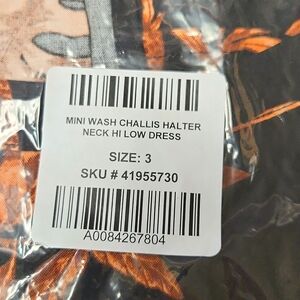 MINI WASH CHALLIS HALTER
NECK HI LOW DRESS
SIZE: 3
SKU # 41955730
A0084267804